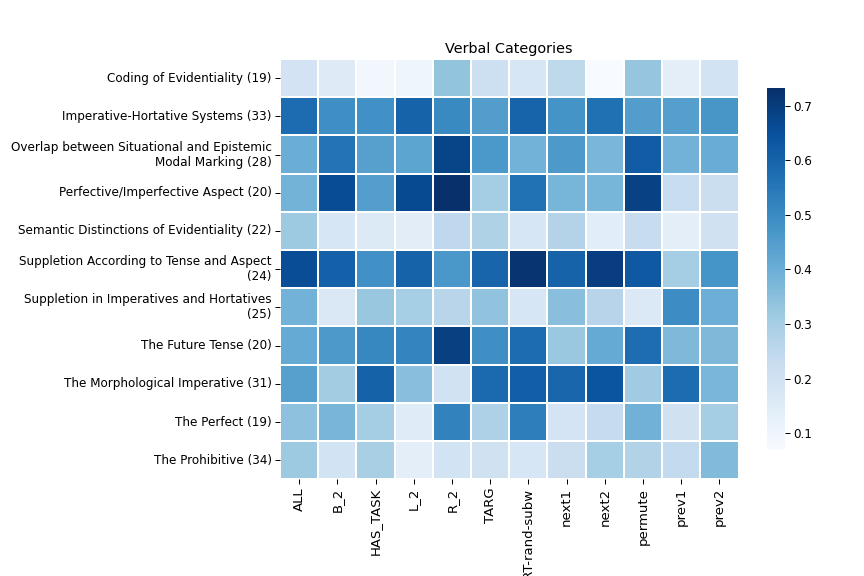 Verbal Categories
Coding of Evidentiality (19)
Imperative-Hortative Systems (33)
Overlap between Situational and Epistemic
Modal Marking (28)
Perfective/Imperfective Aspect (20)
Semantic Distinctions of Evidentiality (22)
Suppletion According to Tense and Aspect
(24)
Suppletion in Imperatives and Hortatives
(25)
The Future Tense (20)
The Morphological Imperative (31)
The Perfect (19)
The Prohibitive (34)
0.7
0.6
0.5
0.4
0.3
0.2
0.1
ALL
B_2
HAS_TASK
L_2
R_2
TARG
RT-rand-subw
next1
next2
permute
prev1
prev2